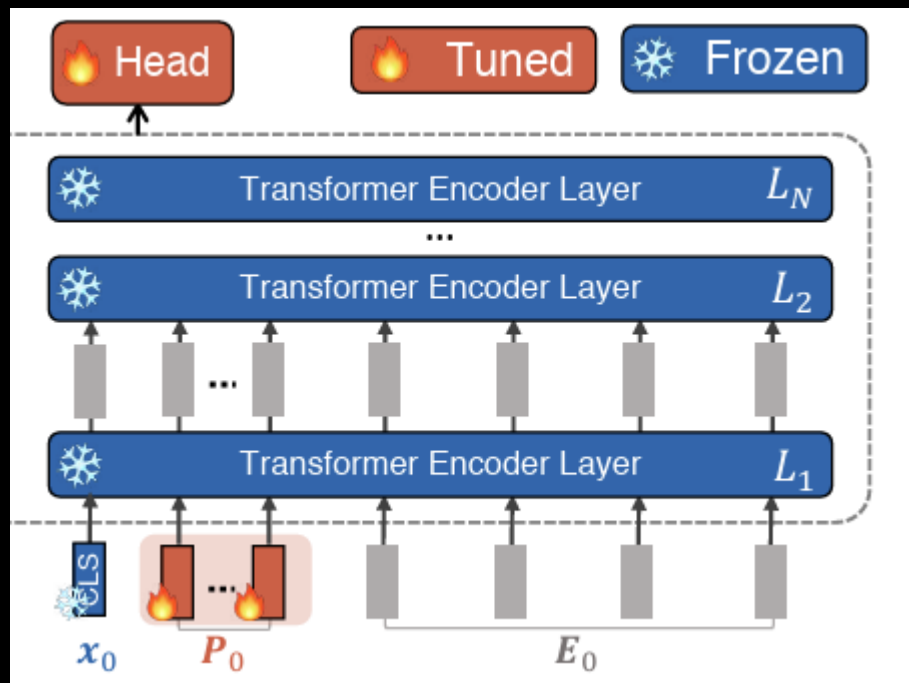 Head Tuned Frozen
Transformer Encoder Layer L_N
...
Transformer Encoder Layer L_2
...
Transformer Encoder Layer L_1
CLS ...
x_0 P_0 E_0